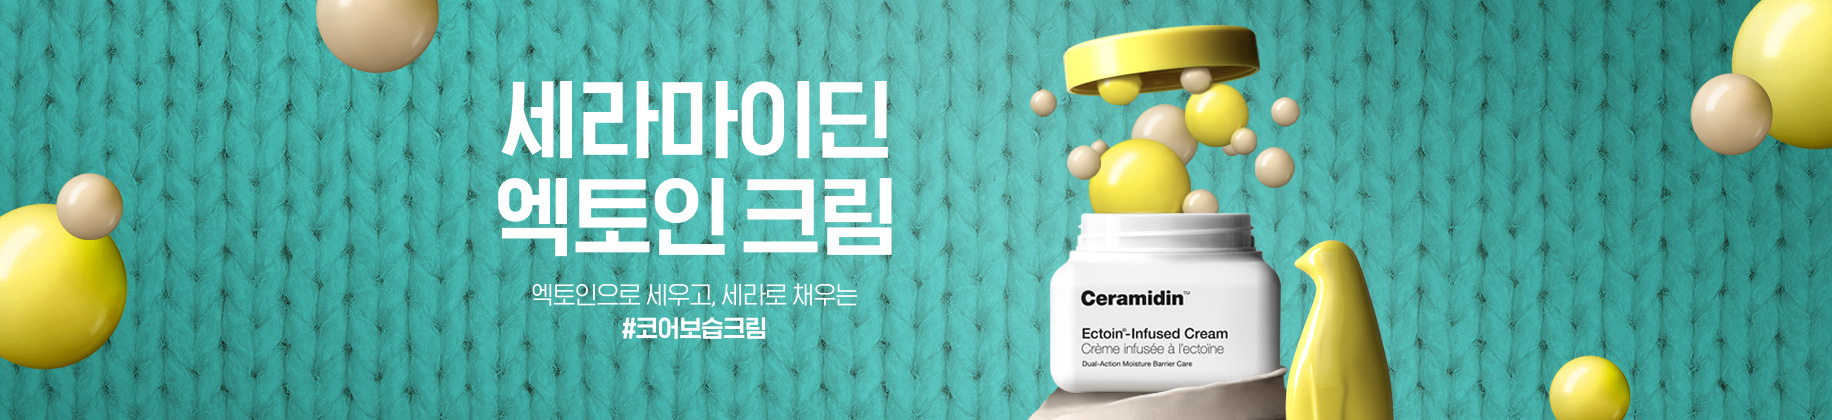 세라마이딘
엑토인 크림
엑토인으로 세우고, 세라로 채우는
#코어보습크림
Ceramidin™
Ectoin®-Infused Cream
Crème infusée à l'ectoïne
Dual-Action Moisture Barrier Care